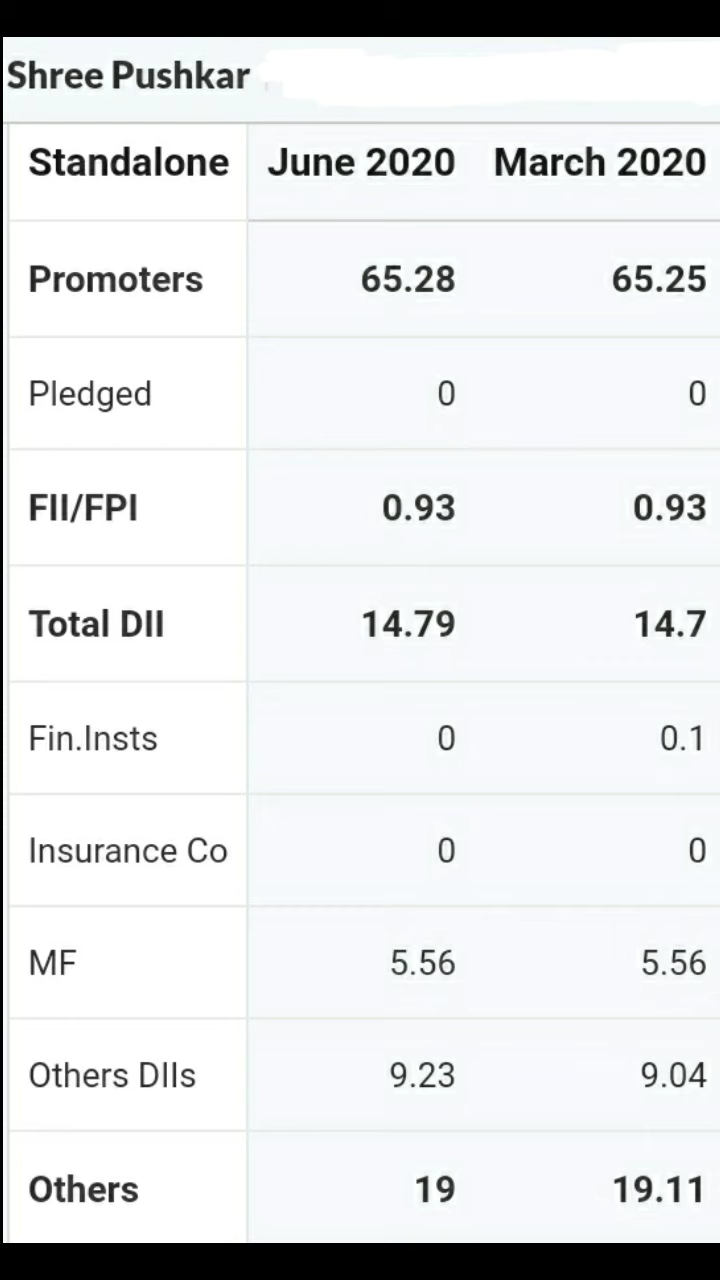 Shree Pushkar
Standalone June 2020 March 2020
Promoters 65.28 65.25
Pledged 0 0
FII/FPI 0.93 0.93
Total DII 14.79 14.7
Fin.Insts 0 0.1
Insurance Co 0 0
MF 5.56 5.56
Others DIIs 9.23 9.04
Others 19 19.11